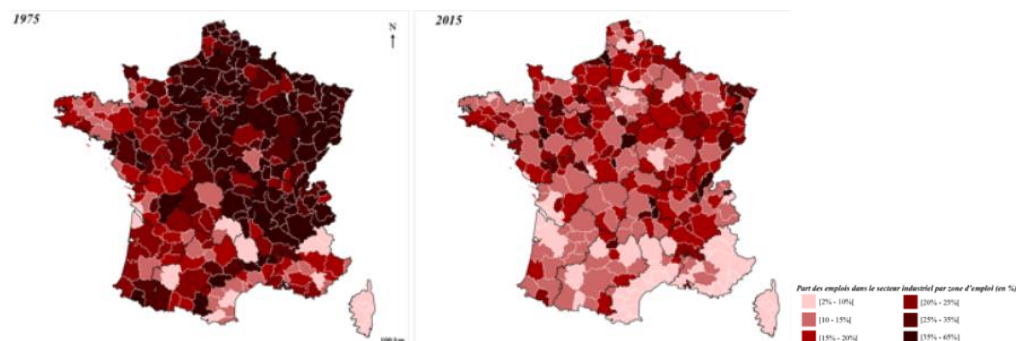 1975
2015
N
Part des emplois dans le secteur industriel par zone d'emploi (en %)
[2% - 10%[
[20% - 25%[
[10 - 15%[
[25% - 35%[
[15% - 20%[
[35% - 65%[